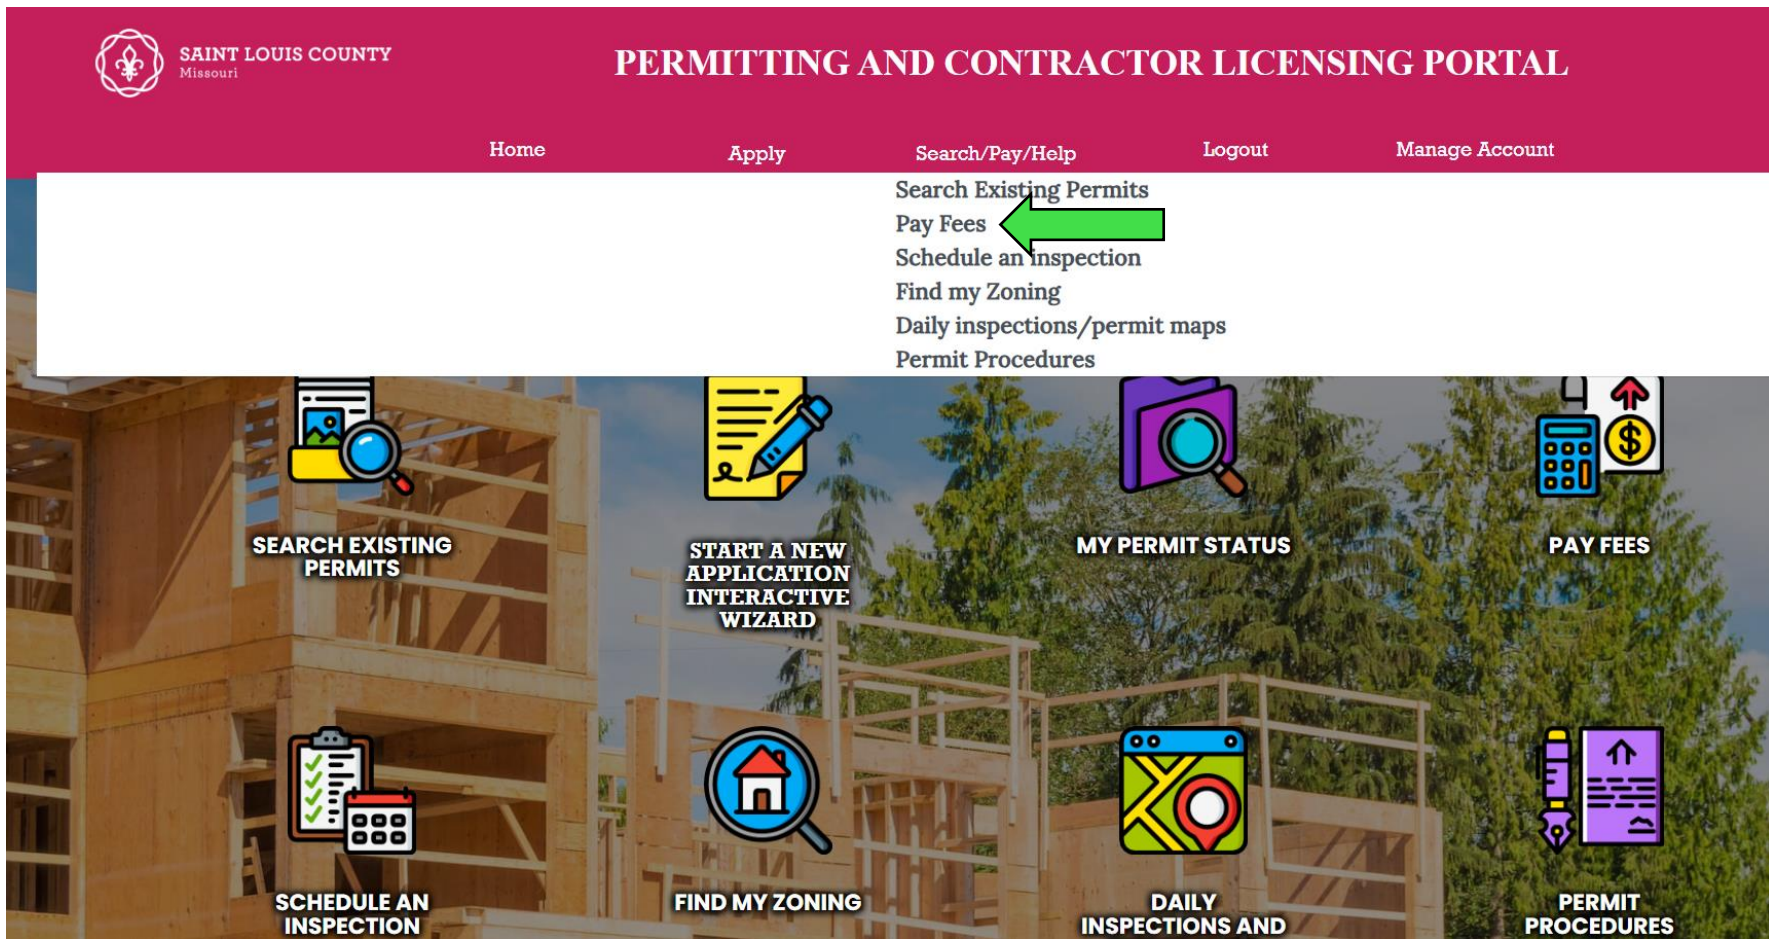 SAINT LOUIS COUNTY
Missouri
PERMITTING AND CONTRACTOR LICENSING PORTAL
Home
Apply
Search/Pay/Help
Logout
Manage Account
Search Existing Permits
Pay Fees
Schedule an inspection
Find my Zoning
Daily inspections/permit maps
Permit Procedures
SEARCH EXISTING
PERMITS
START A NEW
APPLICATION
INTERACTIVE
WIZARD
MY PERMIT STATUS
PAY FEES
SCHEDULE AN
INSPECTION
FIND MY ZONING
DAILY
INSPECTIONS AND
PERMIT
PROCEDURES